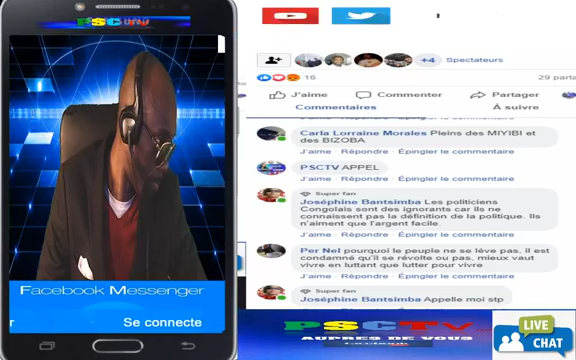 PSCTV
Facebook Messenger
Se connecte
+4 Spectateurs
16
29 parta
J'aime Commenter Partager
Commentaires À suivre
Carla Lorraine Morales Pleins des MIYIBI et
des BIZOBA
J'aime · Répondre · Épingler le commentaire
PSCTV APPEL
J'aime · Répondre · Épingler le commentaire
Super fan
Joséphine Bantsimba Les politiciens
Congolais sont des ignorants car ils ne
connaissent pas la définition de la politique. Ils
n'aiment que l'argent facile.
J'aime · Répondre · Épingler le commentaire
Per Nel pourquoi le peuple ne se lève pas, il est
condamné qu'il se révolte ou pas, mieux vaut
vivre en luttant que lutter pour vivre
J'aime · Répondre · Épingler le commentaire
Super fan
Joséphine Bantsimba Appelle moi stp
PSCTV
AUPRES DE VOUS
LIVE
CHAT